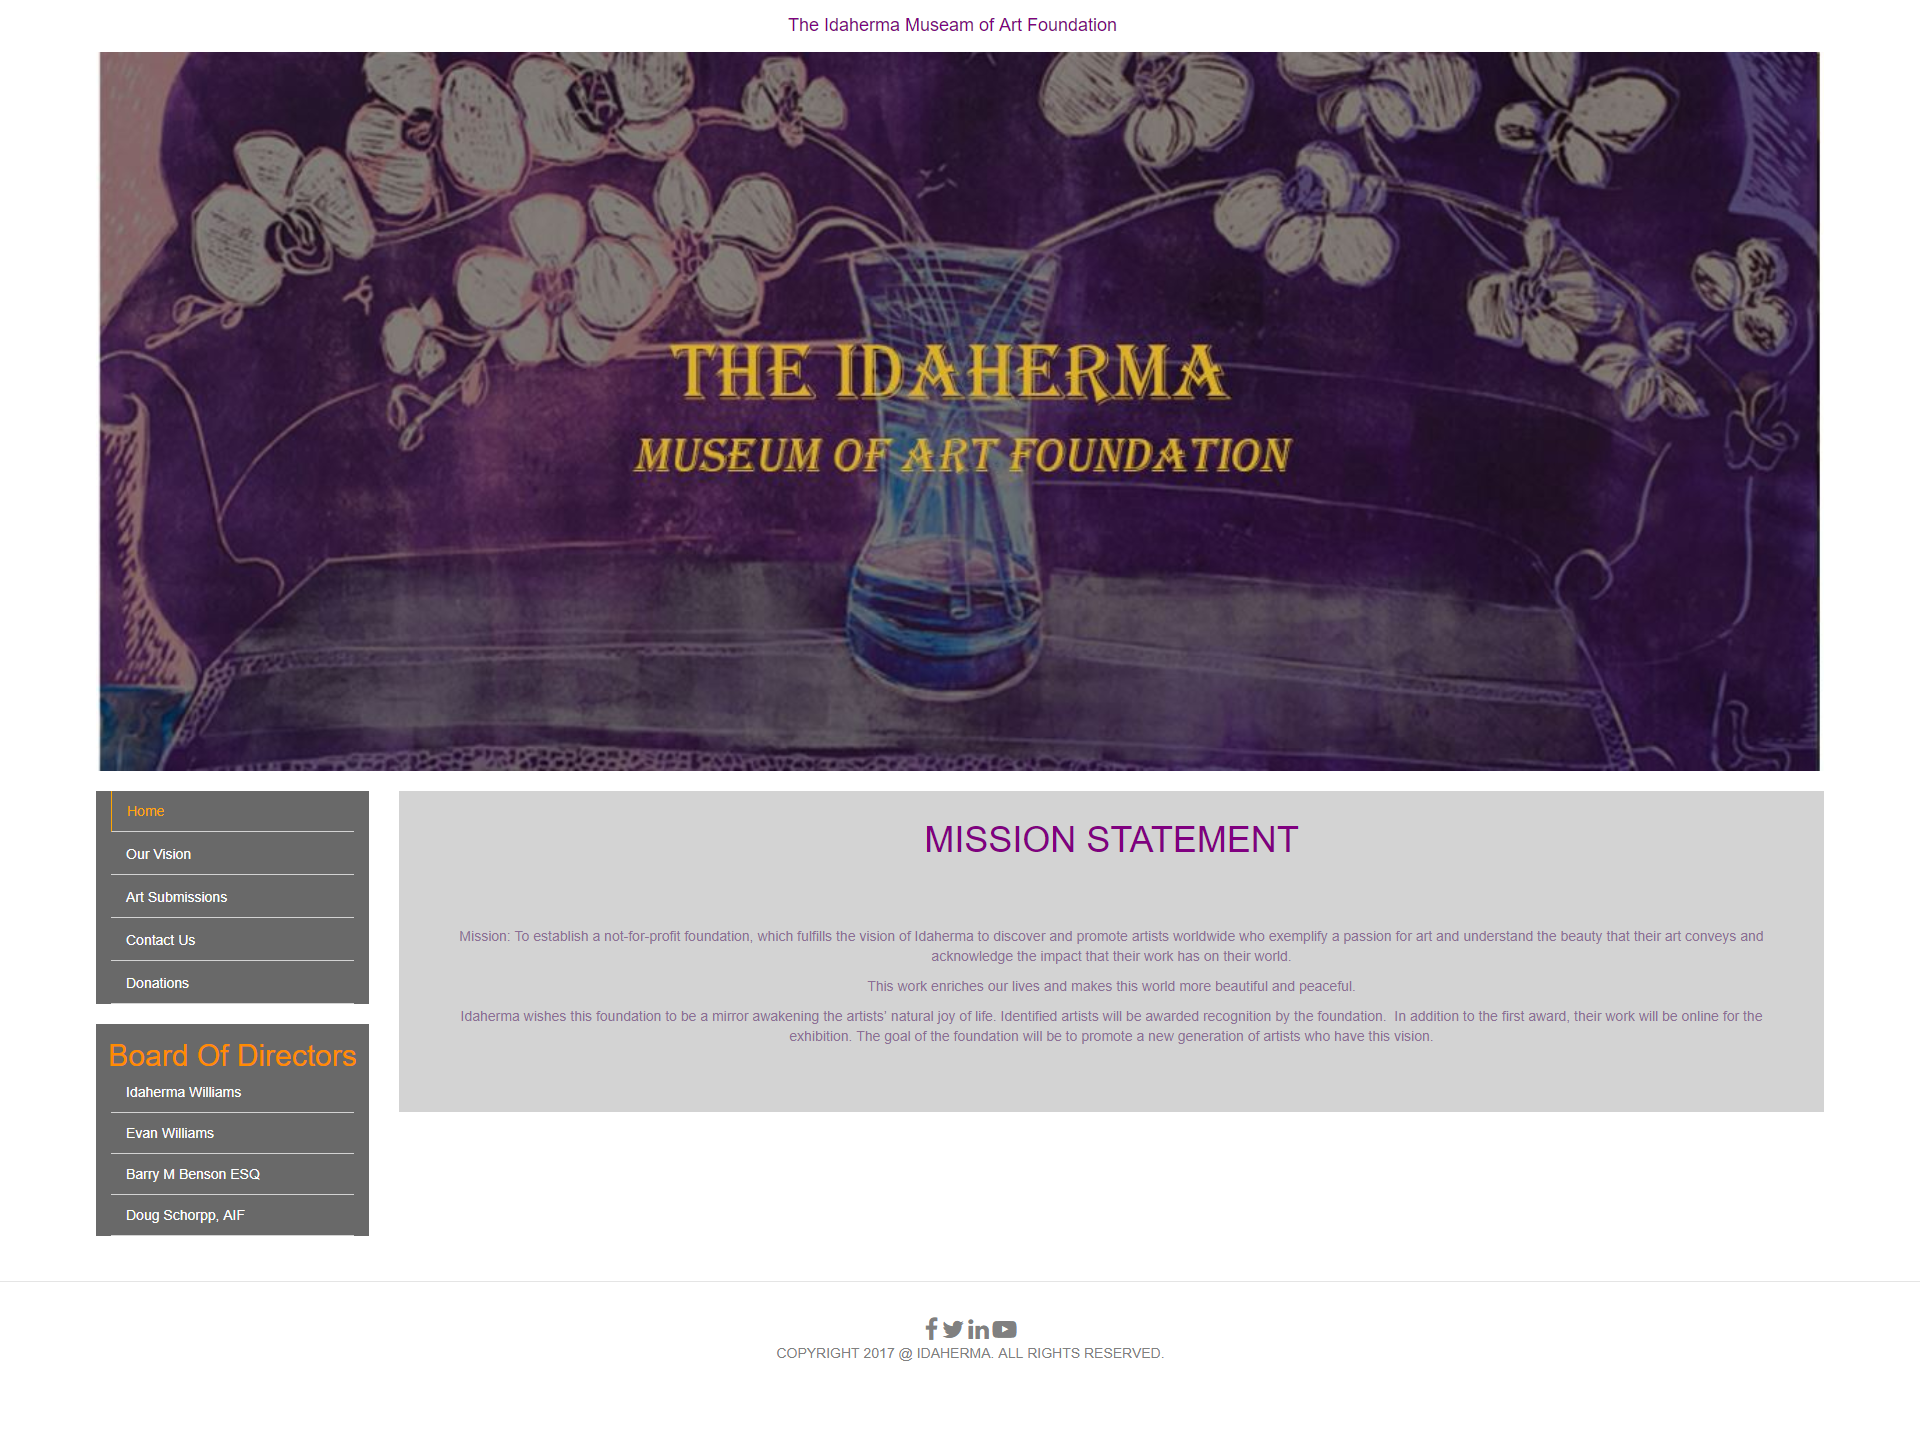 The Idaherma Museam of Art Foundation
THE IDAHERMA
MUSEUM OF ART FOUNDATION
Home
Our Vision
Art Submissions
Contact Us
Donations
Board Of Directors
Idaherma Williams
Evan Williams
Barry M Benson ESQ
Doug Schorpp, AIF
MISSION STATEMENT
Mission: To establish a not-for-profit foundation, which fulfills the vision of Idaherma to discover and promote artists worldwide who exemplify a passion for art and understand the beauty that their art conveys and
acknowledge the impact that their work has on their world.
This work enriches our lives and makes this world more beautiful and peaceful.
Idaherma wishes this foundation to be a mirror awakening the artists’ natural joy of life. Identified artists will be awarded recognition by the foundation.  In addition to the first award, their work will be online for the
exhibition. The goal of the foundation will be to promote a new generation of artists who have this vision.
COPYRIGHT 2017 @ IDAHERMA. ALL RIGHTS RESERVED.